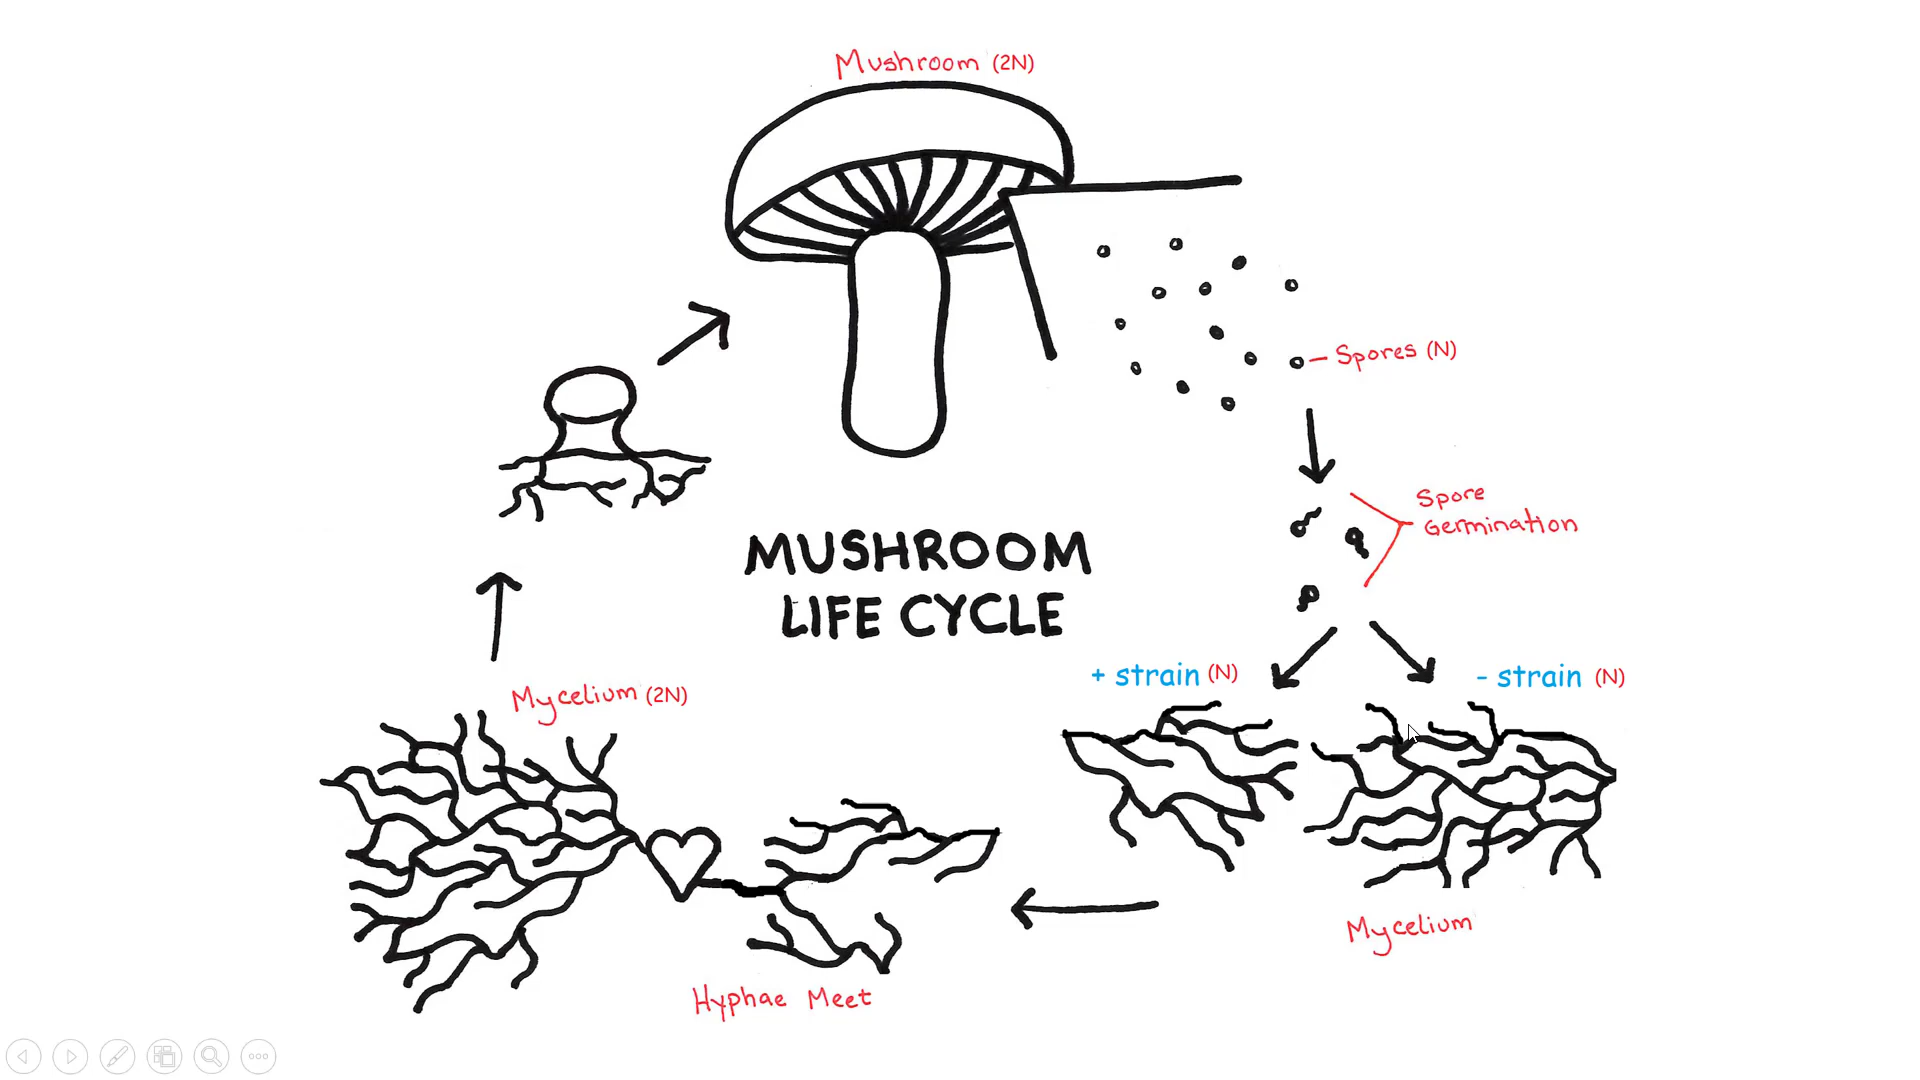 Mushroom (2N)
Spores (N)
Spore
Germination
MUSHROOM
LIFE CYCLE
+ strain (N)
- strain (N)
Mycelium (2N)
Mycelium
Hyphae Meet